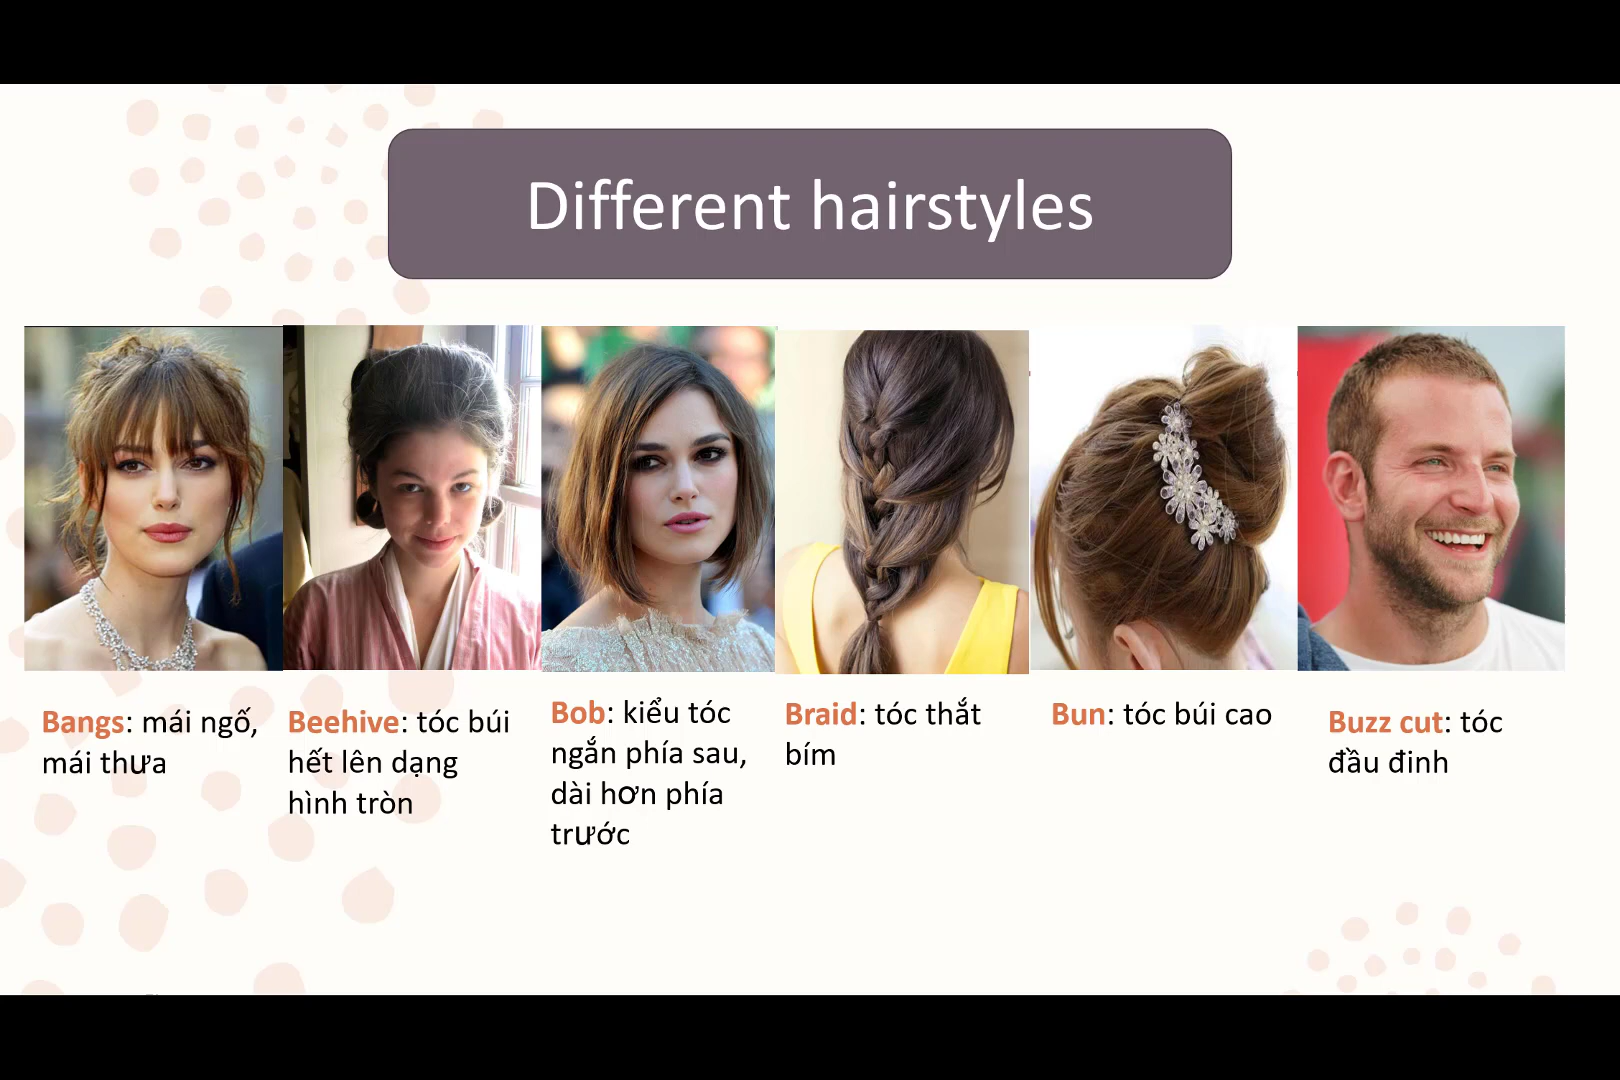 Different hairstyles
Bangs: mái ngố,
mái thưa
Beehive: tóc búi
hết lên dạng
hình tròn
Bob: kiểu tóc
ngắn phía sau,
dài hơn phía
trước
Braid: tóc thắt
bím
Bun: tóc búi cao
Buzz cut: tóc
đầu đinh